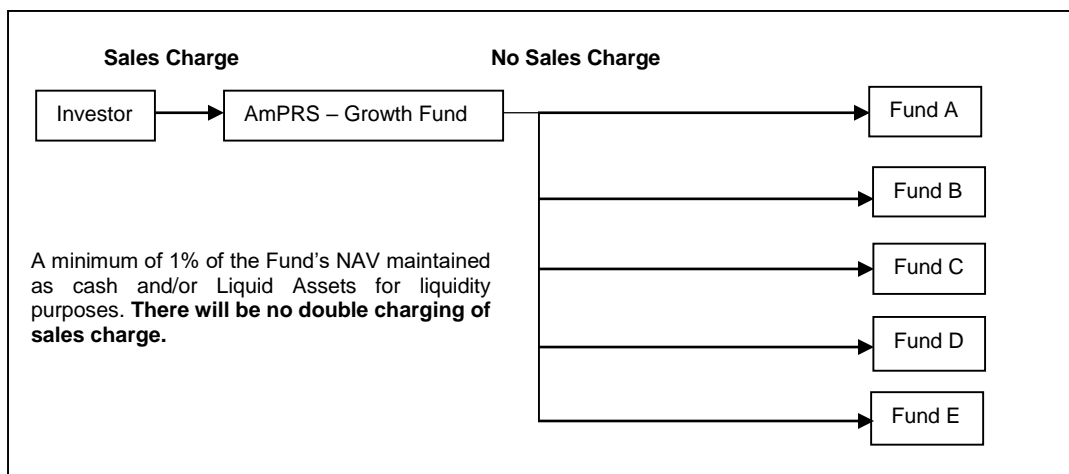 Sales Charge
No Sales Charge
Investor
AmPRS – Growth Fund
Fund A
Fund B
A minimum of 1% of the Fund’s NAV maintained
as cash and/or Liquid Assets for liquidity
purposes. There will be no double charging of
sales charge.
Fund C
Fund D
Fund E